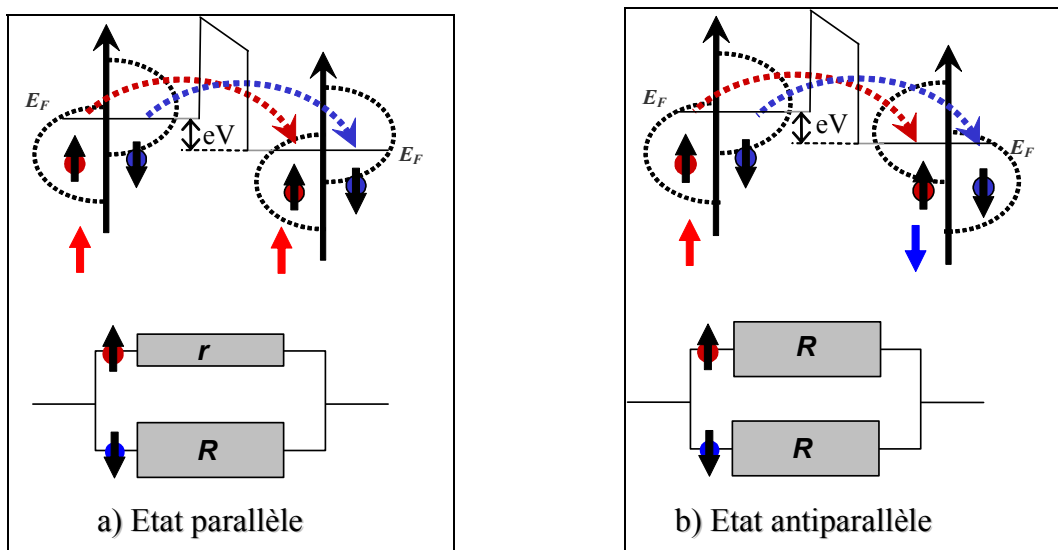 E_F
eV
E_F
r
R
a) Etat parallèle
E_F
eV
E_F
R
R
b) Etat antiparallèle